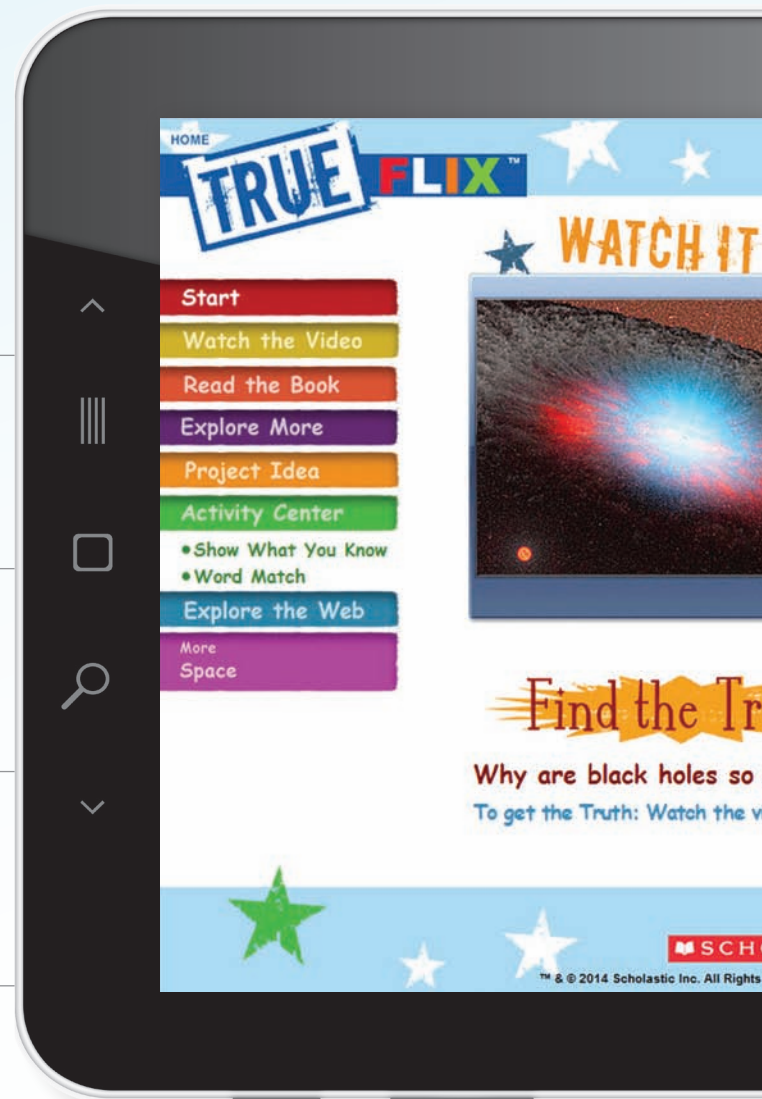 HOME
TRUE FLIX™
WATCH IT
Start
Watch the Video
Read the Book
Explore More
Project Idea
Activity Center
•Show What You Know
•Word Match
Explore the Web
More
Space
Find the Tr
Why are black holes so
To get the Truth: Watch the v
SCHO
™ & © 2014 Scholastic Inc. All Rights